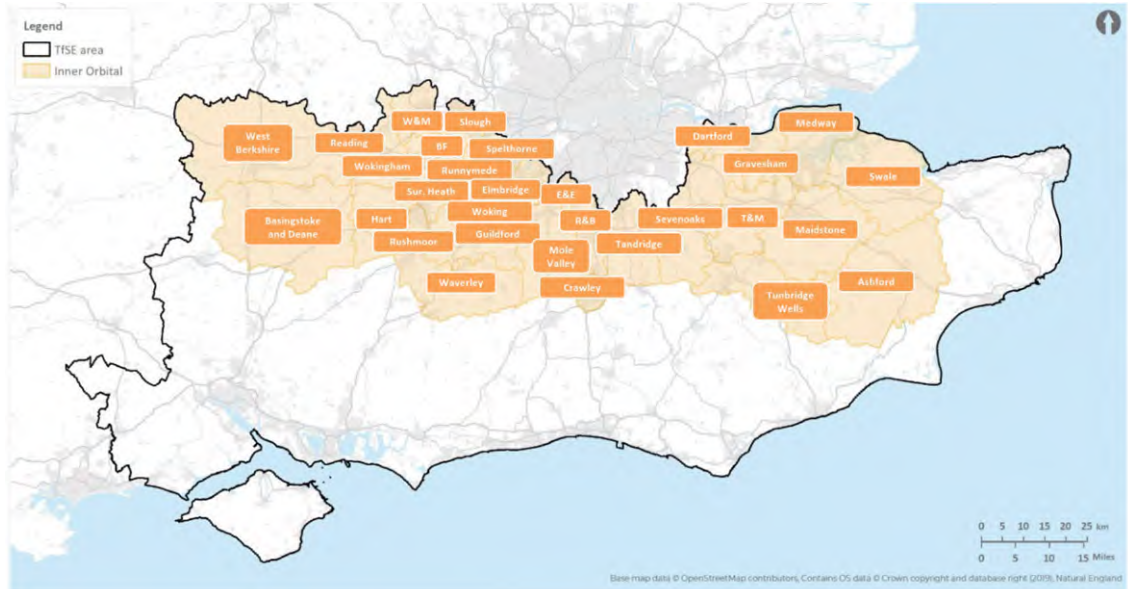 Legend
TfSE area
Inner Orbital
W&M
Slough
Medway
Dartford
West
Berkshire
Reading
BF
Spelthorne
Gravesham
Wokingham
Runnymede
Swale
Sur. Heath
Elmbridge
E&E
Basingstoke
and Deane
Hart
Woking
R&B
Sevenoaks
T&M
Maidstone
Rushmoor
Guildford
Mole
Valley
Tandridge
Waverley
Crawley
Tunbridge
Wells
Ashford
0 5 10 15 20 25 km
0 5 10 15 Miles
Base map data © OpenStreetMap contributors, Contains OS data © Crown copyright and database right (2019), Natural England